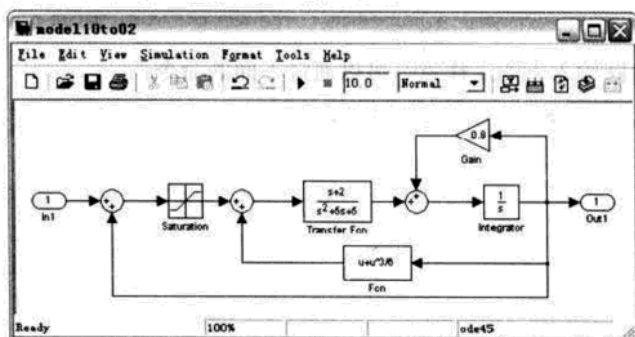 model10to02
File Edit View Simulation Format Tools Help
10.0 Normal
0.8
Gain
1
In1
Saturation
s+2
s²+5s+5
Transfer Fcn
1
s
Integrator
1
Out1
u+u^3/6
Fcn
Ready 100% ode45